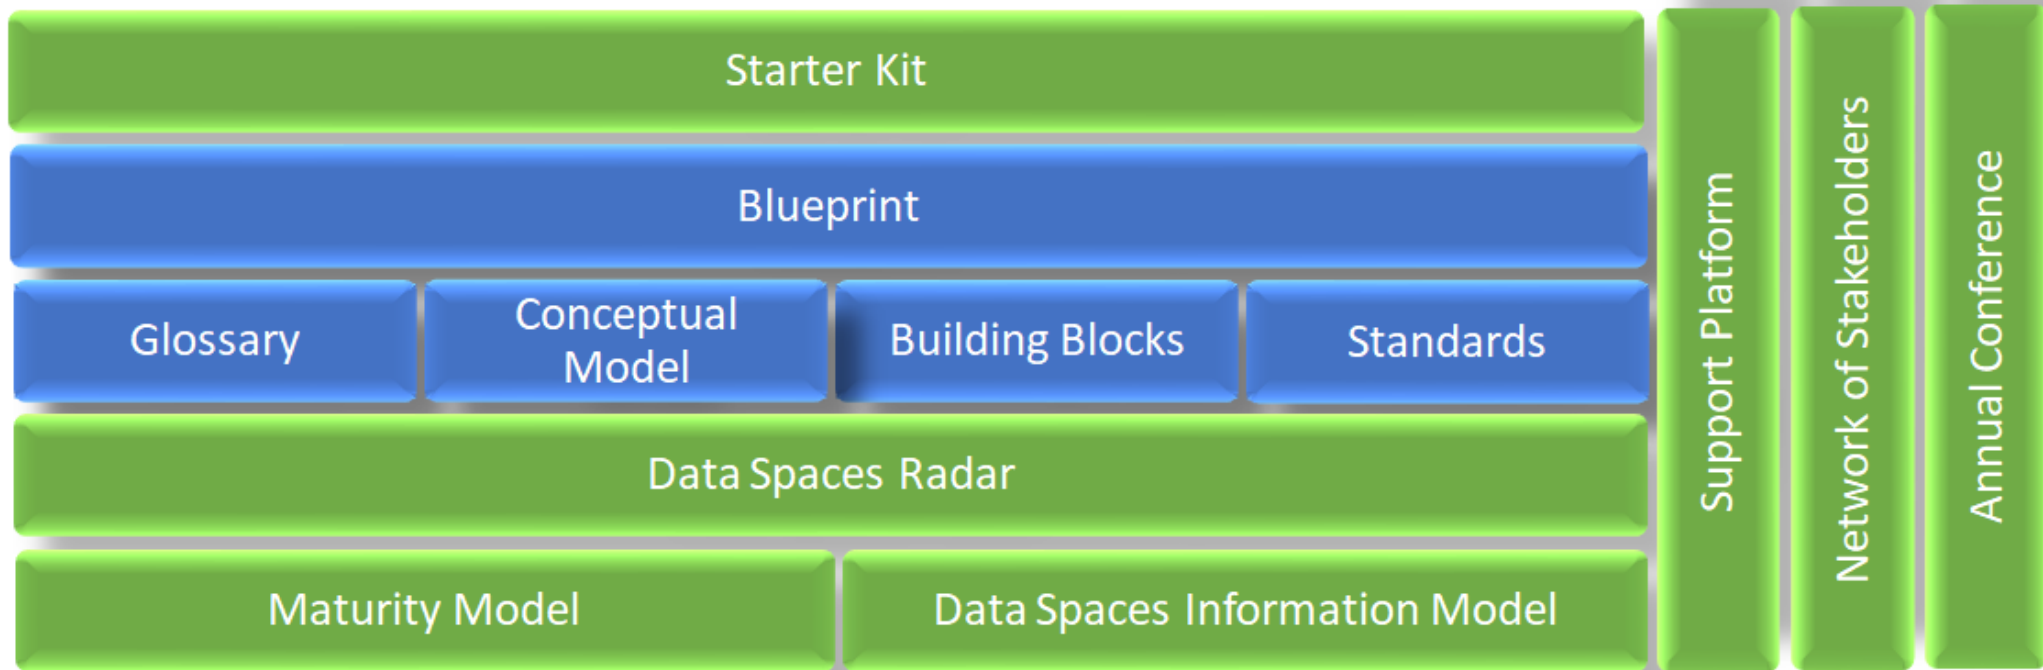 Starter Kit
Blueprint
Glossary
Conceptual
Model
Building Blocks
Standards
Data Spaces Radar
Maturity Model
Data Spaces Information Model
Support Platform
Network of Stakeholders
Annual Conference